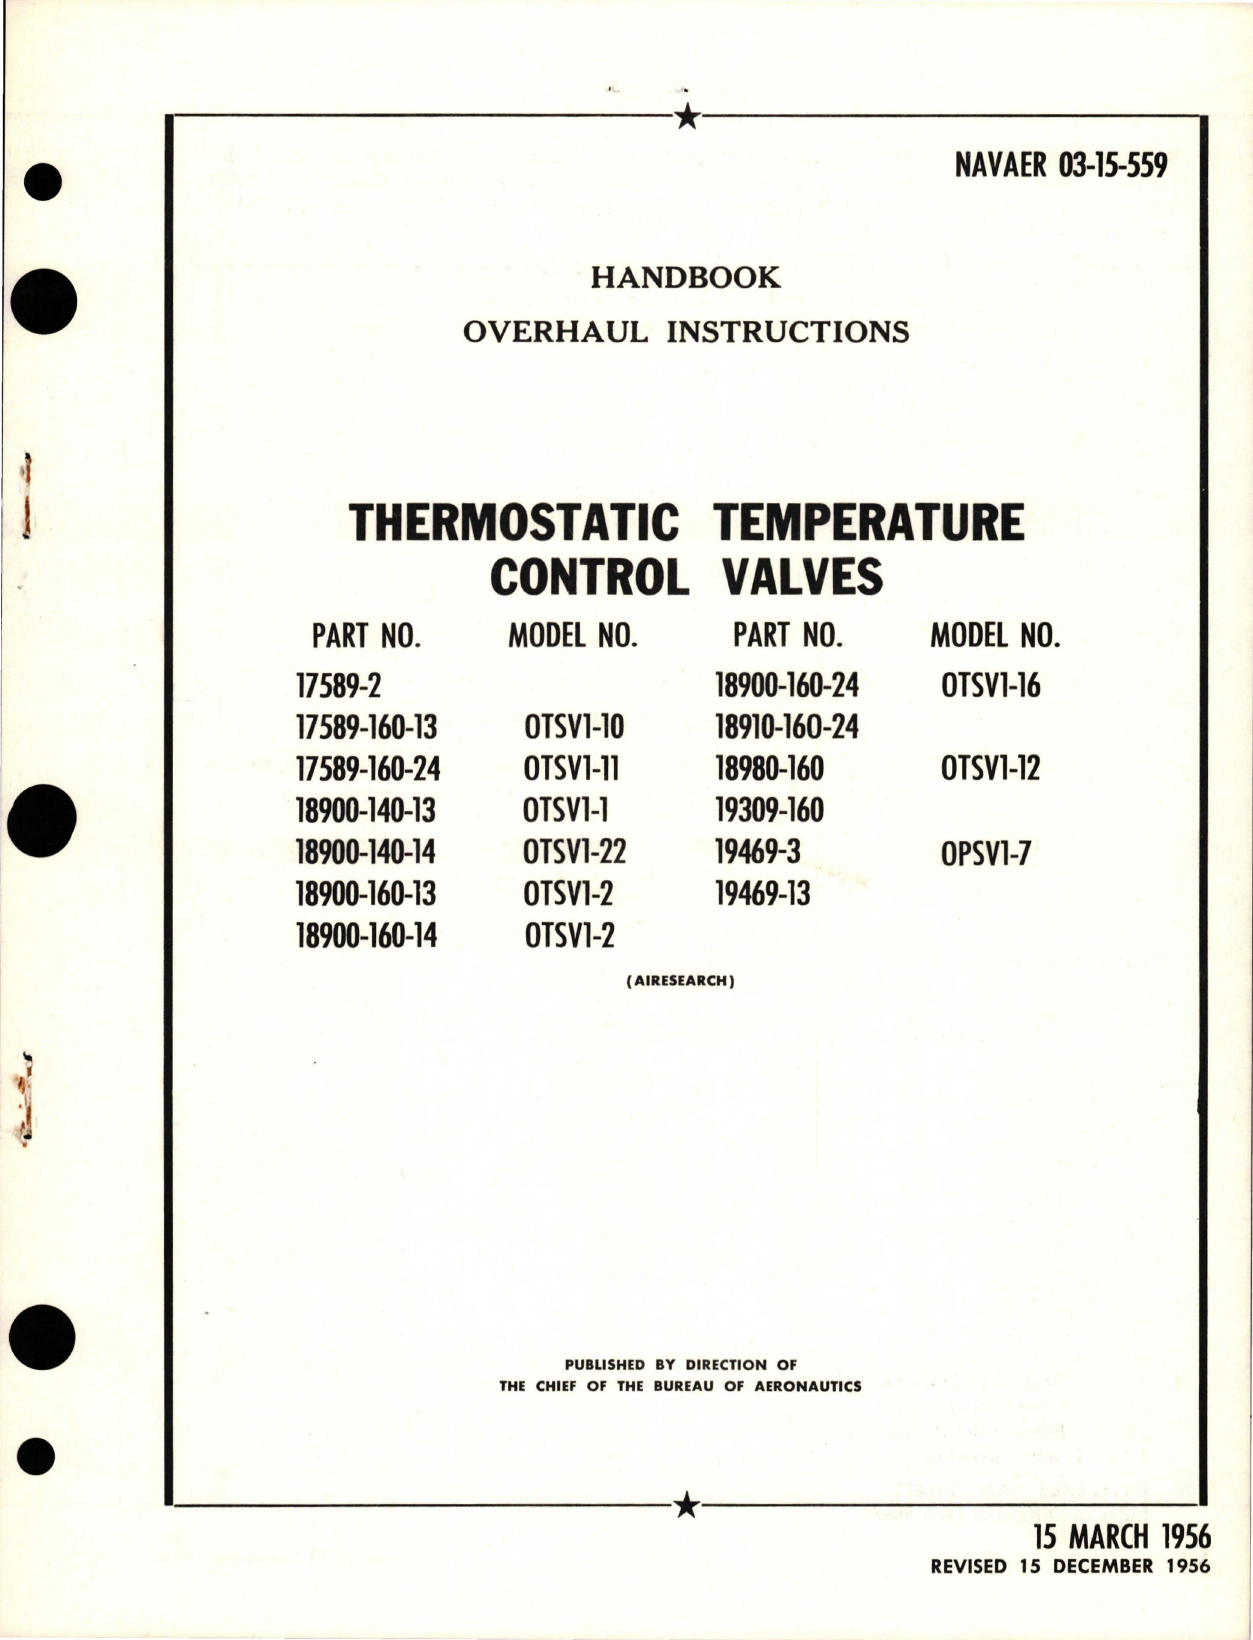 NAVAER 03-15-559
HANDBOOK
OVERHAUL INSTRUCTIONS
THERMOSTATIC TEMPERATURE
CONTROL VALVES
PART NO. MODEL NO. PART NO. MODEL NO.
17589-2 18900-160-24 OTSV1-16
17589-160-13 OTSV1-10 18910-160-24
17589-160-24 OTSV1-11 18980-160 OTSV1-12
18900-140-13 OTSV1-1 19309-160
18900-140-14 OTSV1-22 19469-3 OPSV1-7
18900-160-13 OTSV1-2 19469-13
18900-160-14 OTSV1-2
(AIRESEARCH)
PUBLISHED BY DIRECTION OF
THE CHIEF OF THE BUREAU OF AERONAUTICS
15 MARCH 1956
REVISED 15 DECEMBER 1956